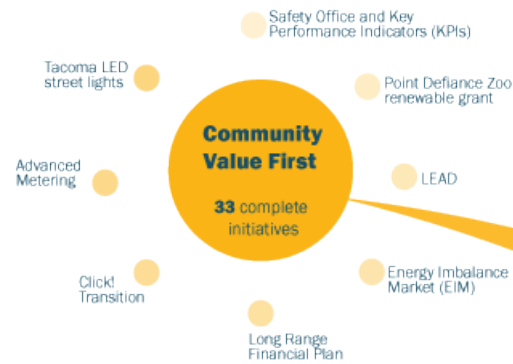 Safety Office and Key
Performance Indicators (KPIs)
Tacoma LED
street lights
Point Defiance Zoo
renewable grant
Community
Value First
Advanced
Metering
LEAD
33 complete
initiatives
Click!
Transition
Energy Imbalance
Market (EIM)
Long Range
Financial Plan